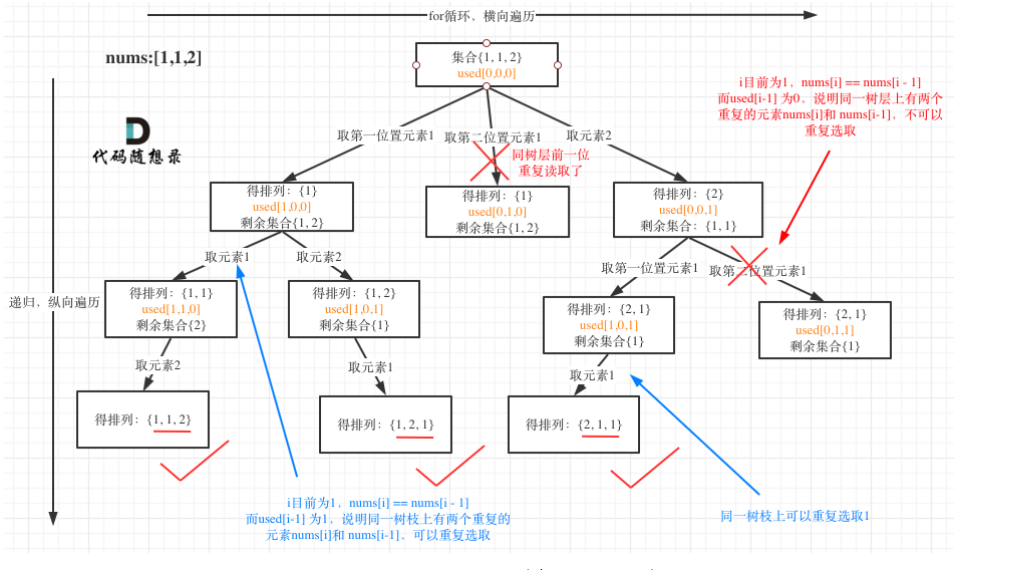 for循环，横向遍历
nums:[1,1,2]
集合{1, 1, 2}
used[0,0,0]
i目前为1，nums[i] == nums[i - 1]
而used[i-1] 为0，说明同一树层上有两个
重复的元素nums[i]和 nums[i-1]，不可以
重复选取
代码随想录
取第一位置元素1
取第二位置元素1
取元素2
同树层前一位
重复读取了
得排列：{1}
used[1,0,0]
剩余集合{1, 2}
得排列：{1}
used[0,1,0]
剩余集合{1, 2}
得排列：{2}
used[0,0,1]
剩余集合：{1, 1}
取元素1
取元素2
取第一位置元素1
取第二位置元素1
递归，纵向遍历
得排列：{1, 1}
used[1,1,0]
剩余集合{2}
得排列：{1, 2}
used[1,0,1]
剩余集合{1}
得排列：{2, 1}
used[1,0,1]
剩余集合{1}
得排列：{2, 1}
used[0,1,1]
剩余集合{1}
取元素2
取元素1
取元素1
得排列：{1, 1, 2}
得排列：{1, 2, 1}
得排列：{2, 1, 1}
i目前为1，nums[i] == nums[i - 1]
而used[i-1] 为1，说明同一树枝上有两个重复的
元素nums[i]和 nums[i-1]，可以重复选取
同一树枝上可以重复选取1